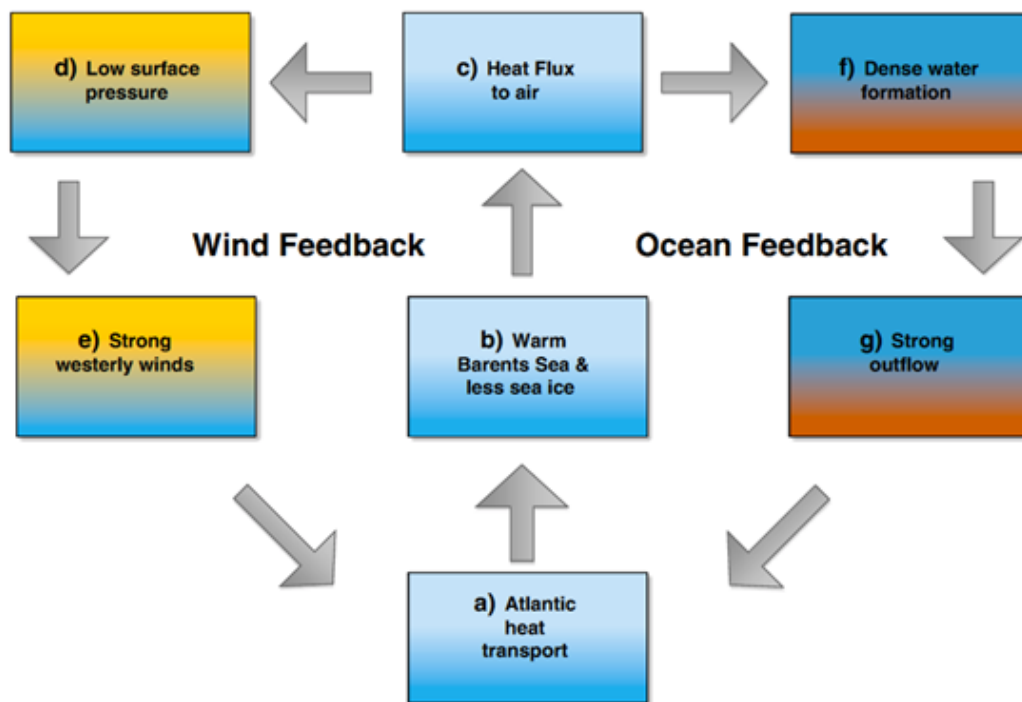 d) Low surface
pressure
c) Heat Flux
to air
f) Dense water
formation
Wind Feedback
Ocean Feedback
e) Strong
westerly winds
b) Warm
Barents Sea &
less sea ice
g) Strong
outflow
a) Atlantic
heat
transport